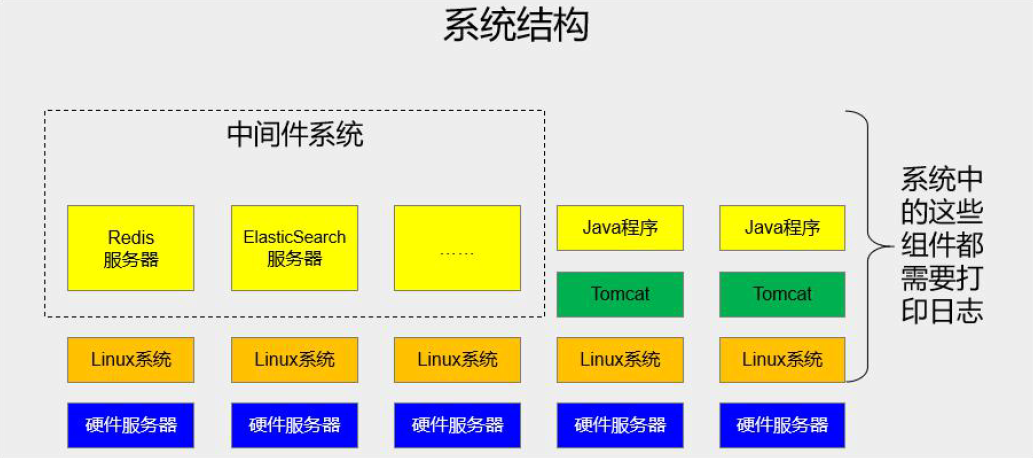 系统结构
中间件系统
Redis
服务器
ElasticSearch
服务器
……
Java程序
Java程序
Tomcat
Tomcat
Linux系统
Linux系统
Linux系统
Linux系统
Linux系统
硬件服务器
硬件服务器
硬件服务器
硬件服务器
硬件服务器
系统中
的这些
组件都
需要打
印日志